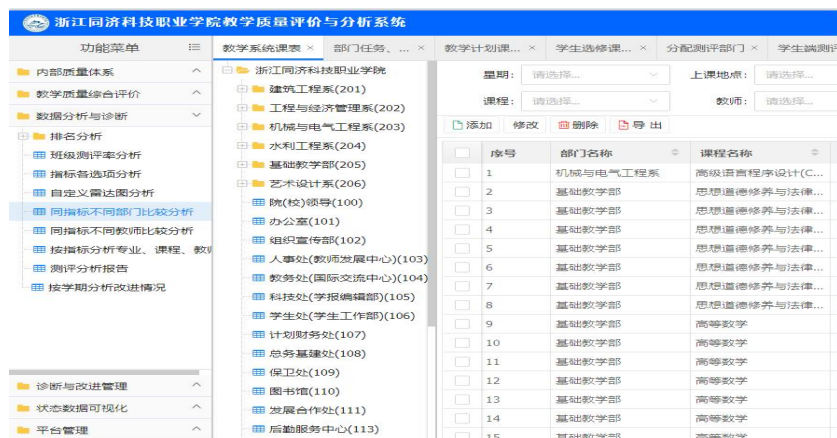 浙江同济科技职业学院教学质量评价与分析系统
功能菜单
教学系统课表 × 部门任务、... × 教学计划课... × 学生选修课... × 分配测评部门 × 学生端测评
内部质量体系
教学质量综合评价
数据分析与诊断
排名分析
班级测评率分析
指标各选项分析
自定义雷达图分析
同指标不同部门比较分析
同指标不同教师比较分析
按指标分析专业、课程、教师
测评分析报告
按学期分析改进情况
诊断与改进管理
状态数据可视化
平台管理
浙江同济科技职业学院
建筑工程系(201)
工程与经济管理系(202)
机械与电气工程系(203)
水利工程系(204)
基础教学部(205)
艺术设计系(206)
院(校)领导(100)
办公室(101)
组织宣传部(102)
人事处(教师发展中心)(103)
教务处(国际交流中心)(104)
科技处(学报编辑部)(105)
学生处(学生工作部)(106)
计划财务处(107)
总务基建处(108)
保卫处(109)
图书馆(110)
发展合作处(111)
后勤服务中心(113)
星期: 请选择... 上课地点: 请选择...
课程: 请选择... 教师: 请选择...
添加 修改 删除 导出
序号 部门名称 课程名称
1 机械与电气工程系 高级语言程序设计(C...
2 基础教学部 思想道德修养与法律...
3 基础教学部 思想道德修养与法律...
4 基础教学部 思想道德修养与法律...
5 基础教学部 思想道德修养与法律...
6 基础教学部 思想道德修养与法律...
7 基础教学部 思想道德修养与法律...
8 基础教学部 思想道德修养与法律...
9 基础教学部 高等数学
10 基础教学部 高等数学
11 基础教学部 高等数学
12 基础教学部 高等数学
13 基础教学部 高等数学
14 基础教学部 高等数学
15 基础教学部 高等数学